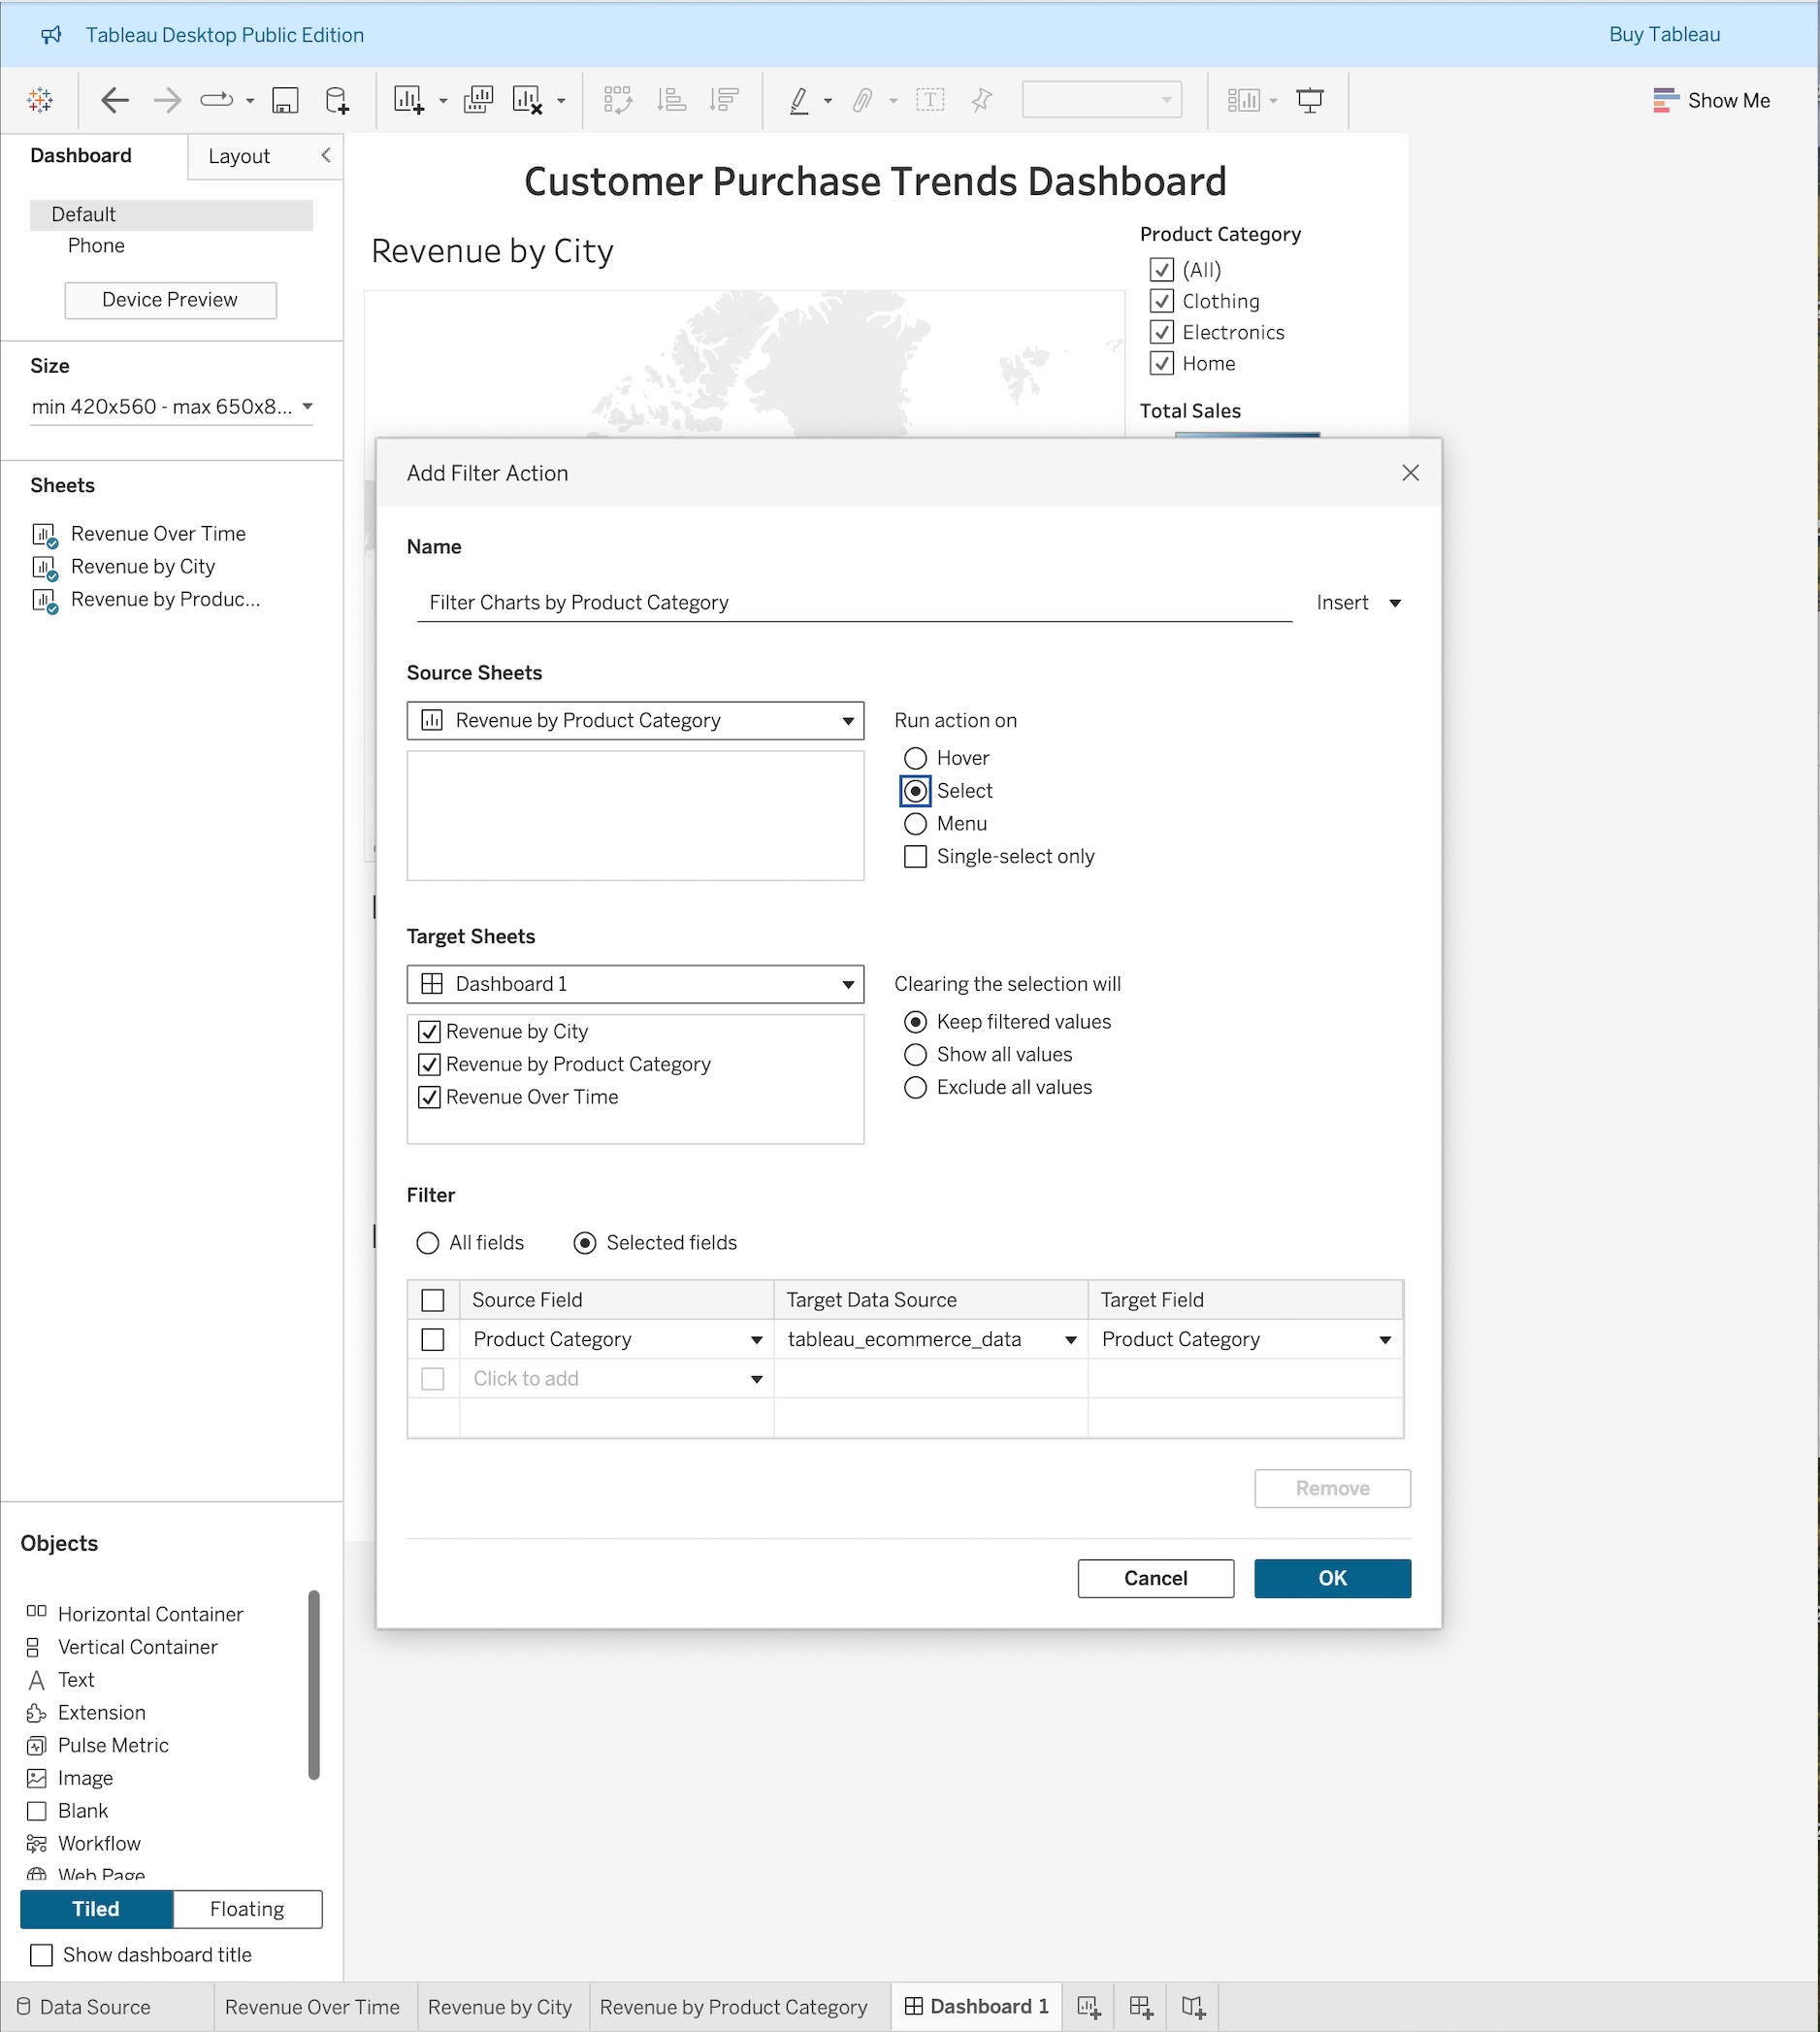 Tableau Desktop Public Edition
Buy Tableau
Show Me
Dashboard
Layout
Default
Phone
Device Preview
Size
min 420x560 - max 650x8...
Sheets
Revenue Over Time
Revenue by City
Revenue by Produc...
Customer Purchase Trends Dashboard
Revenue by City
Product Category
(All)
Clothing
Electronics
Home
Total Sales
Add Filter Action
Name
Filter Charts by Product Category
Insert
Source Sheets
Revenue by Product Category
Run action on
Hover
Select
Menu
Single-select only
Target Sheets
Dashboard 1
Clearing the selection will
Revenue by City
Revenue by Product Category
Revenue Over Time
Keep filtered values
Show all values
Exclude all values
Filter
All fields
Selected fields
Source Field
Target Data Source
Target Field
Product Category
tableau_ecommerce_data
Product Category
Click to add
Remove
Cancel
OK
Objects
Horizontal Container
Vertical Container
Text
Extension
Pulse Metric
Image
Blank
Workflow
Web Page
Tiled
Floating
Show dashboard title
Data Source
Revenue Over Time
Revenue by City
Revenue by Product Category
Dashboard 1